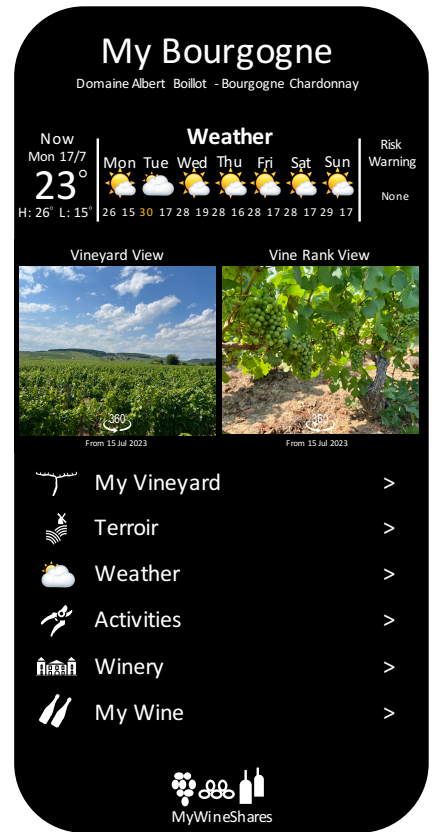 My Bourgogne
Domaine Albert Boillot - Bourgogne Chardonnay
Now
Mon 17/7
23°
H: 26° L: 15°
Weather
Mon Tue Wed Thu Fri Sat Sun
26 15 30 17 28 19 28 16 28 17 28 17 29 17
Risk
Warning
None
Vineyard View
Vine Rank View
360°
360°
From 15 Jul 2023
From 15 Jul 2023
My Vineyard >
Terroir >
Weather >
Activities >
Winery >
My Wine >
MyWineShares